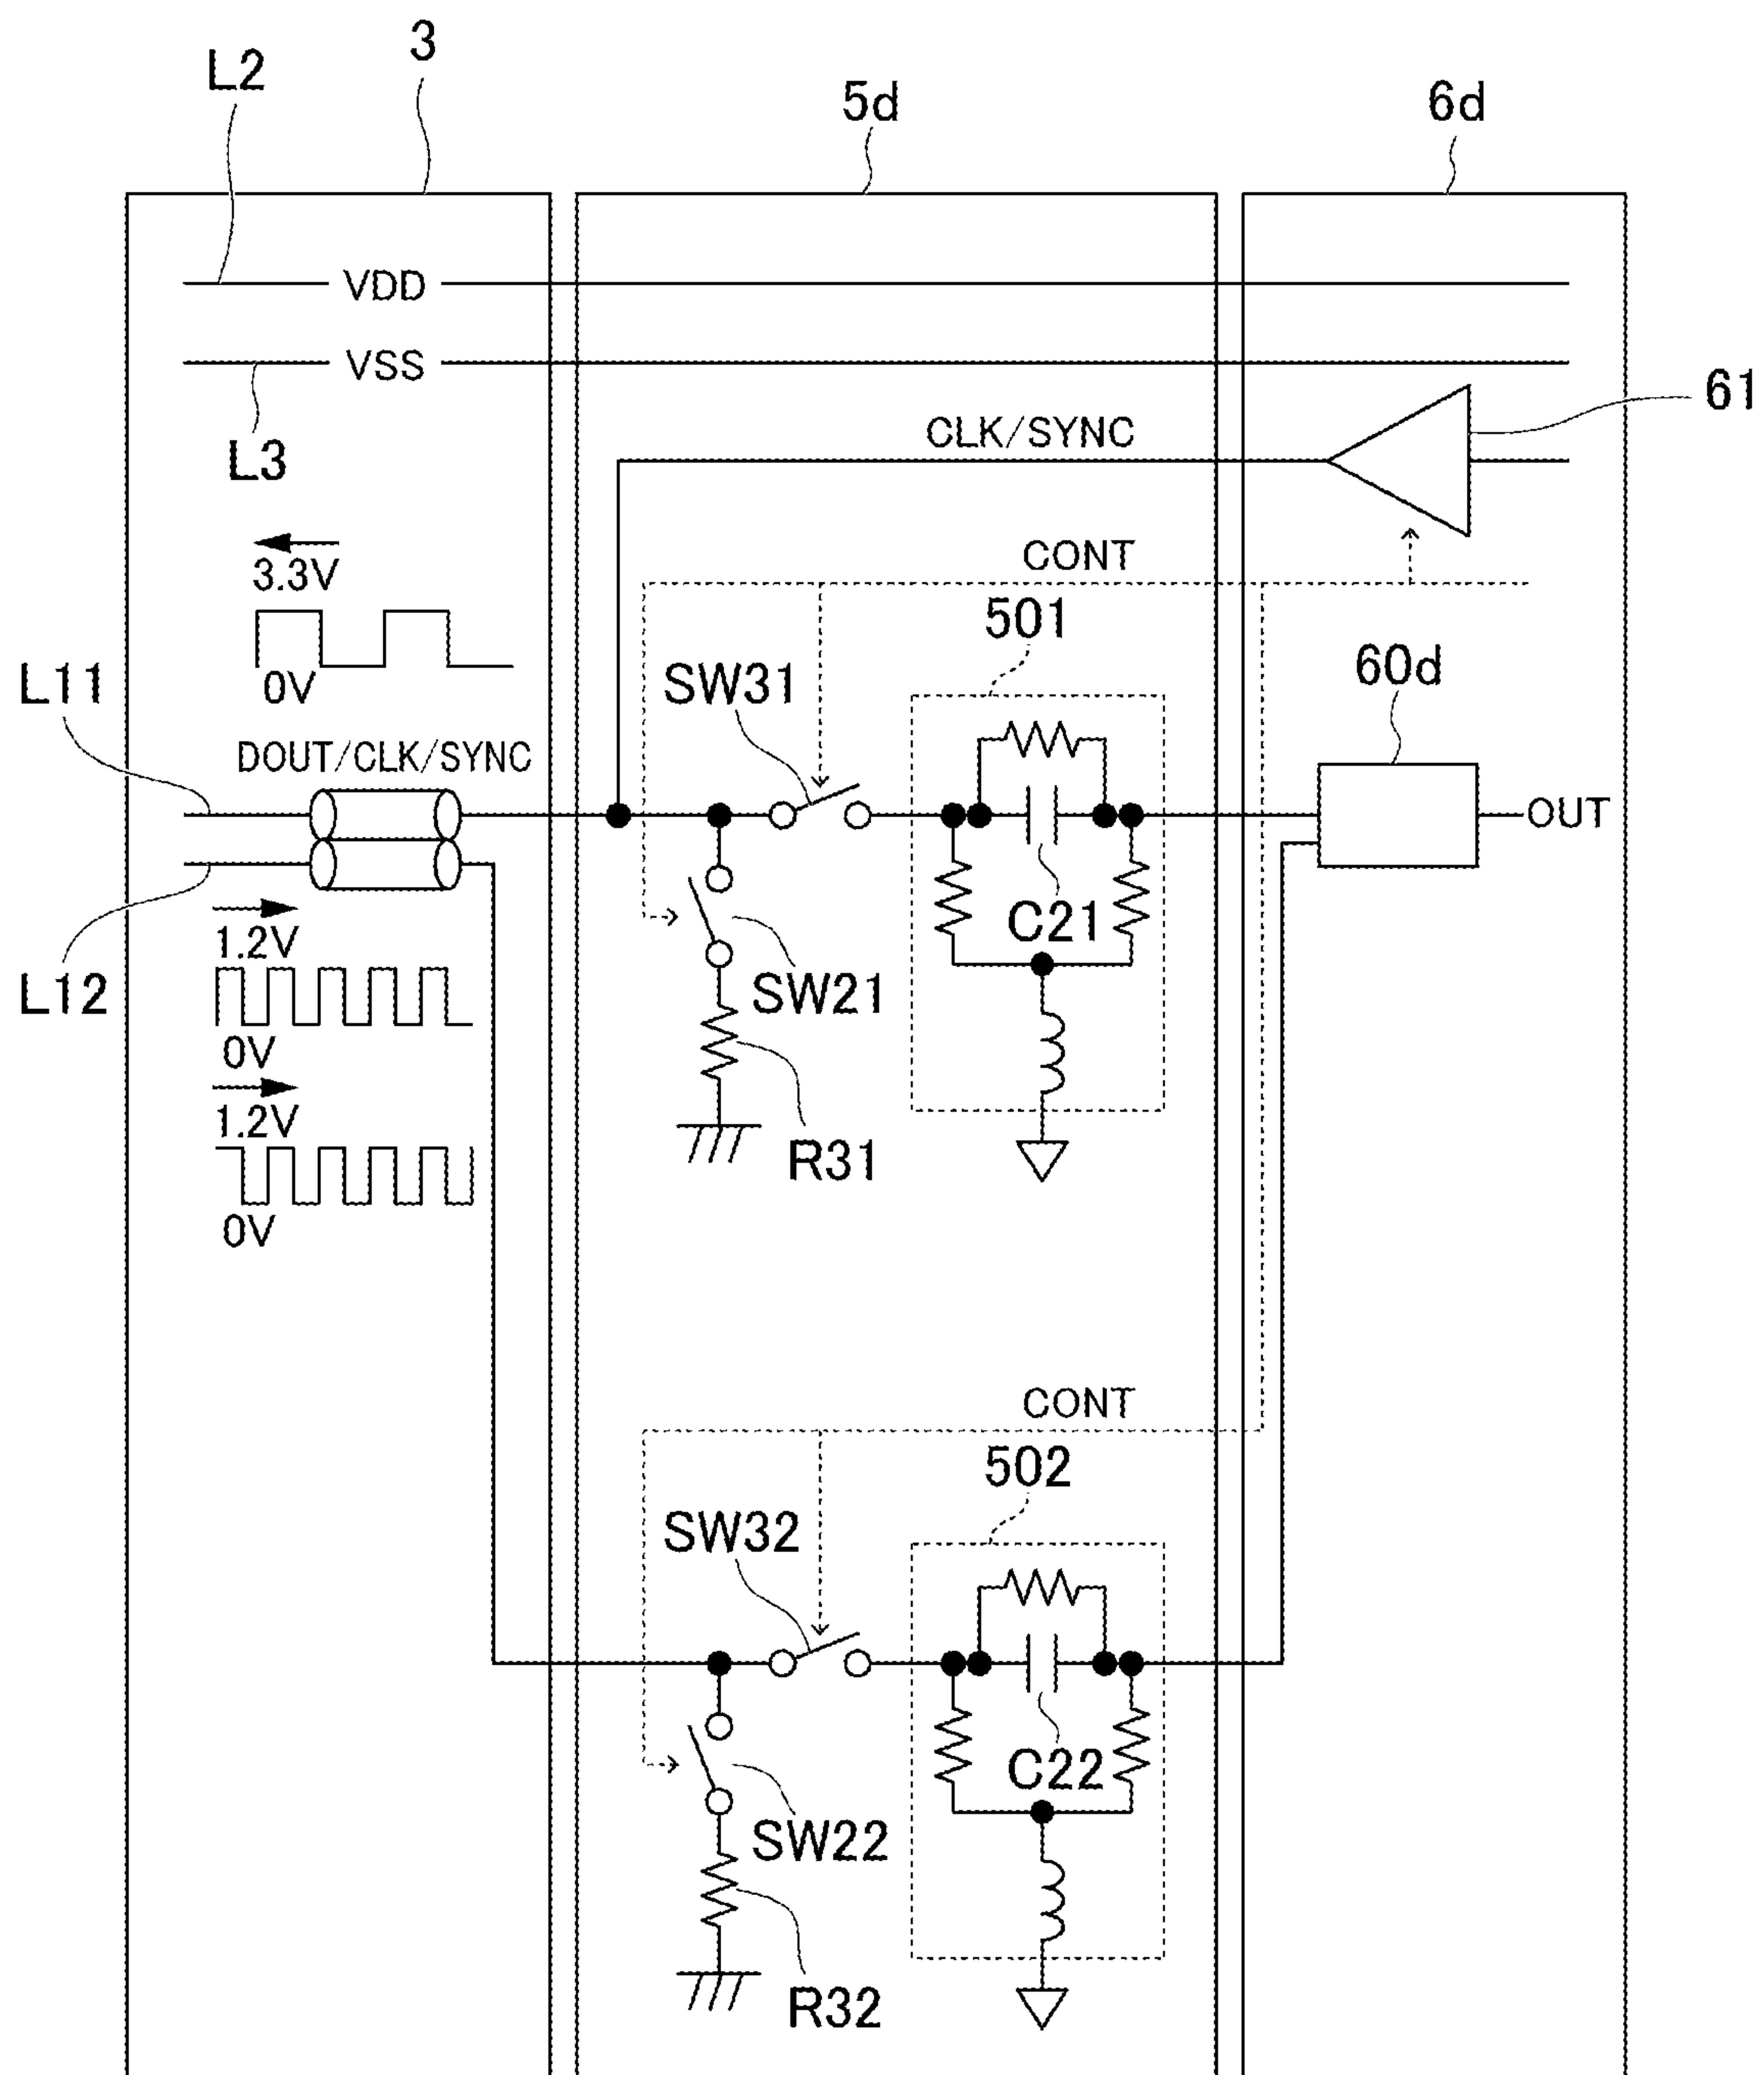 3
L2
5d
6d
VDD
VSS
61
CLK/SYNC
L3
CONT
3.3V
501
60d
L11
SW31
0V
DOUT/CLK/SYNC
OUT
C21
1.2V
L12
SW21
0V
1.2V
R31
0V
CONT
502
SW32
C22
SW22
R32